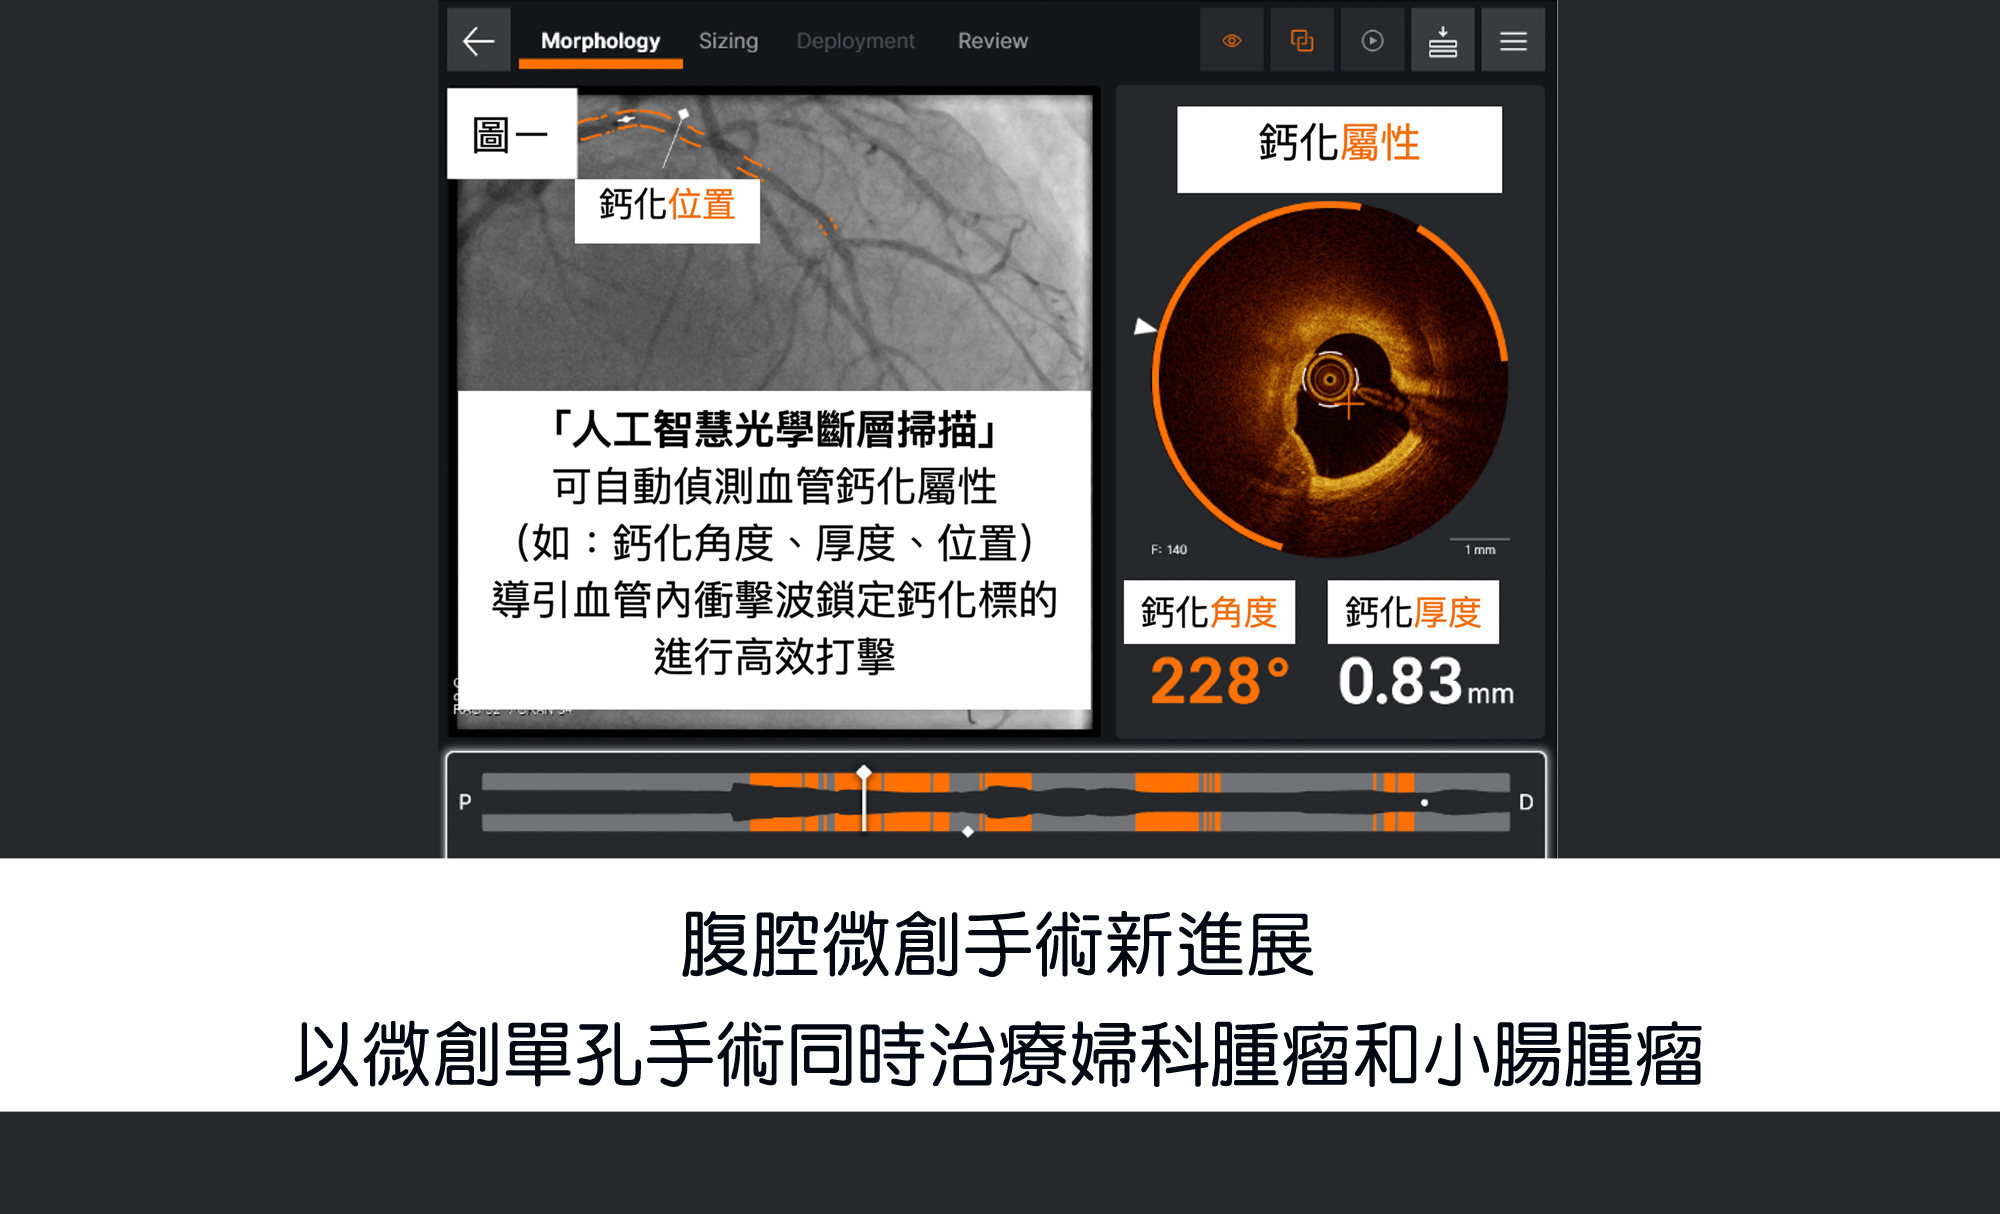 Morphology Sizing Deployment Review
圖一
鈣化位置
鈣化屬性
「人工智慧光學斷層掃描」
可自動偵測血管鈣化屬性
（如：鈣化角度、厚度、位置）
導引血管內衝擊波鎖定鈣化標的
進行高效打擊
F: 140
1 mm
鈣化角度
228°
鈣化厚度
0.83mm
P
D
腹腔微創手術新進展
以微創單孔手術同時治療婦科腫瘤和小腸腫瘤